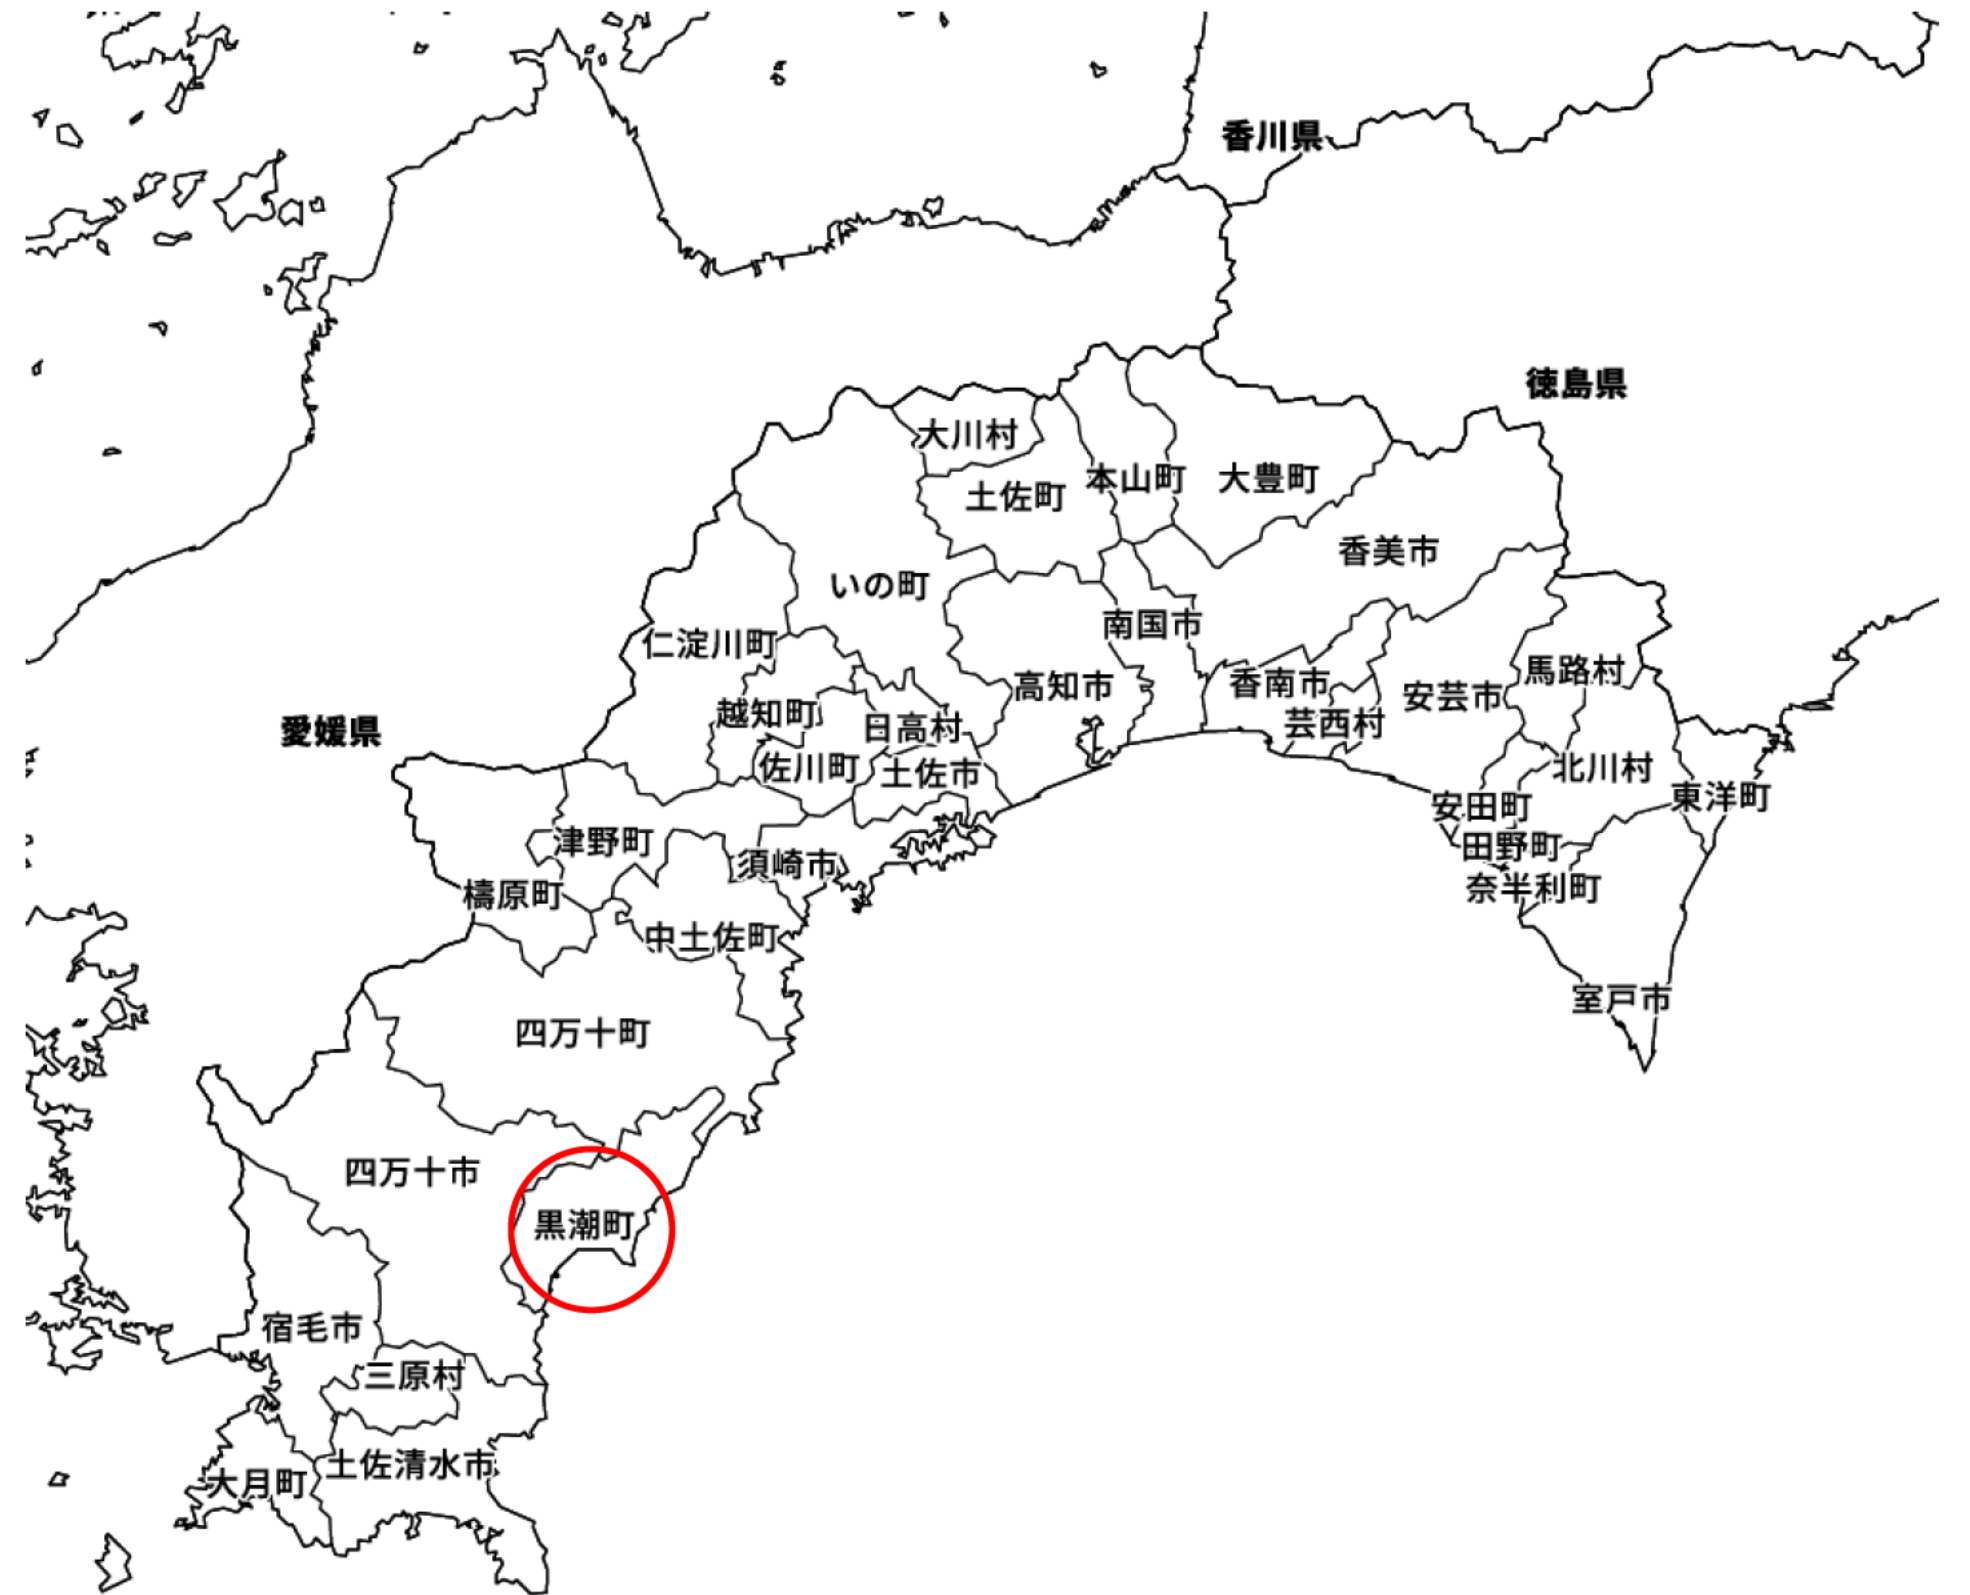 香川県
徳島県
大川村
本山町
大豊町
土佐町
香美市
いの町
南国市
仁淀川町
馬路村
高知市
香南市
安芸市
越知町
芸西村
日高村
愛媛県
佐川町
土佐市
北川村
東洋町
安田町
津野町
田野町
須崎市
奈半利町
檮原町
中土佐町
室戸市
四万十町
四万十市
黒潮町
宿毛市
三原村
土佐清水市
大月町